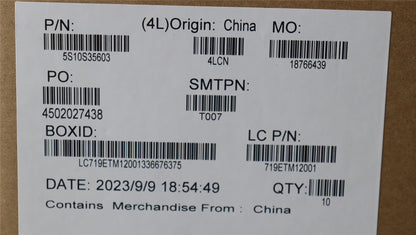 P/N: (4L)Origin: China MO:
5S10S35603 4LCN 18766439
PO: SMTPN:
4502027438 T007
BOXID: LC P/N:
LC719ETM12001336676375 719ETM12001
DATE: 2023/9/9 18:54:49 QTY:
10
Contains Merchandise From : China